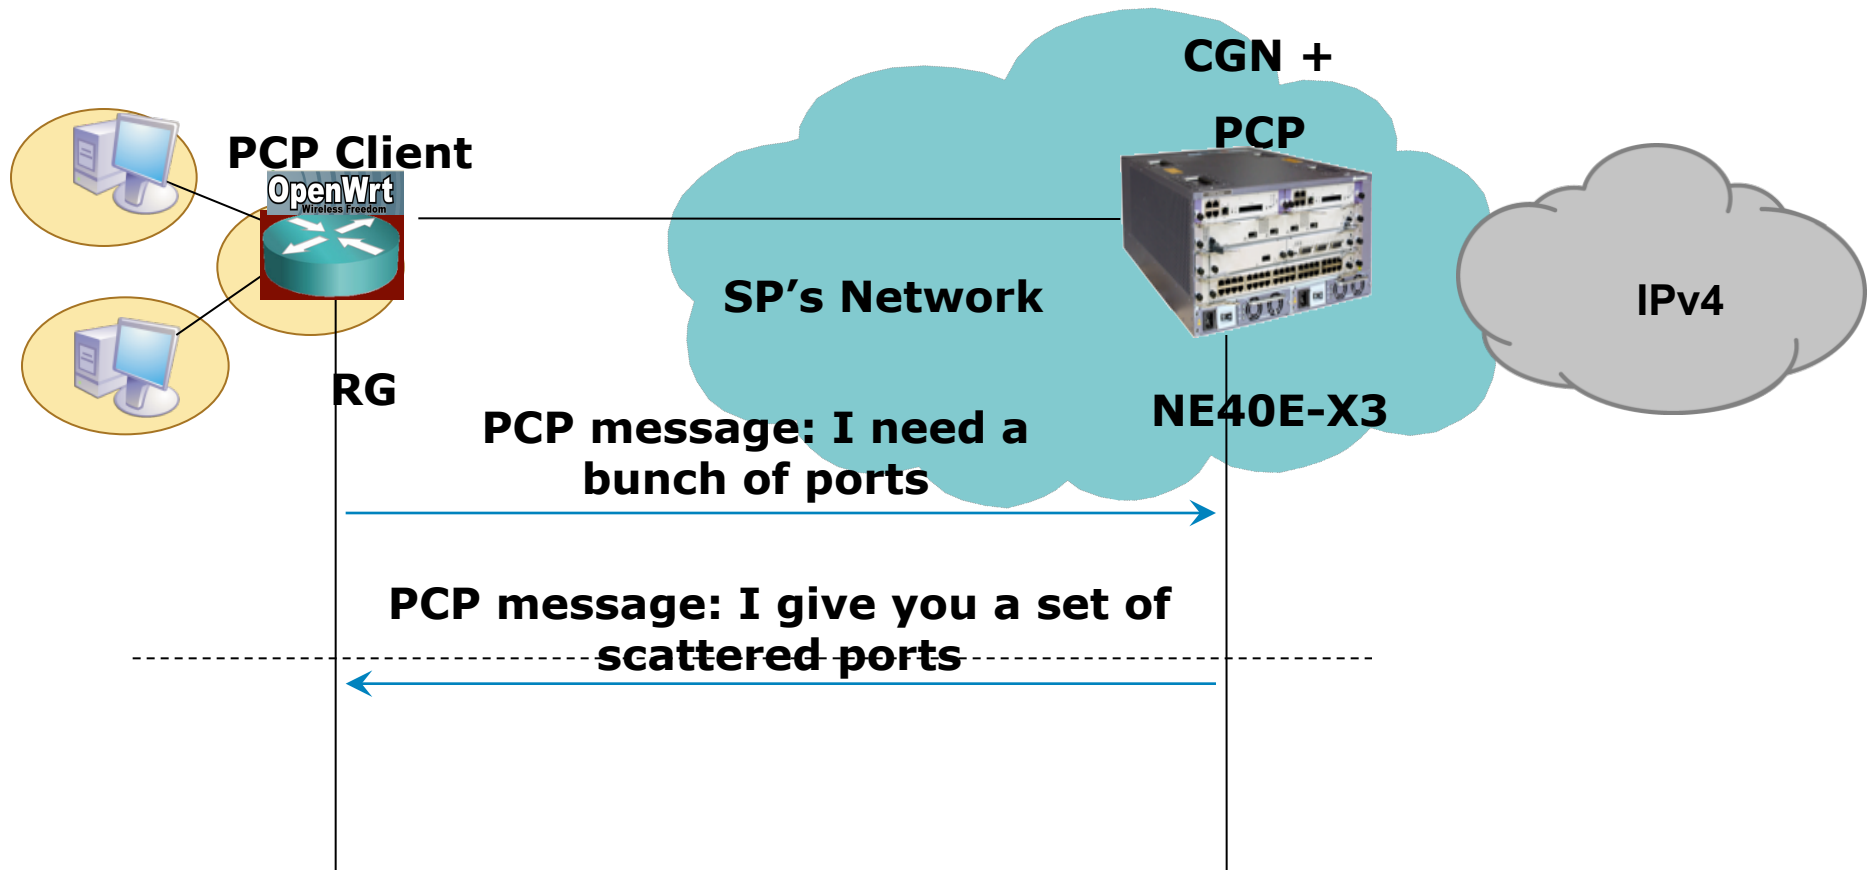 CGN +
PCP
PCP Client
OpenWrt
Wireless Freedom
SP’s Network
IPv4
RG
NE40E-X3
PCP message: I need a
bunch of ports
PCP message: I give you a set of
scattered ports